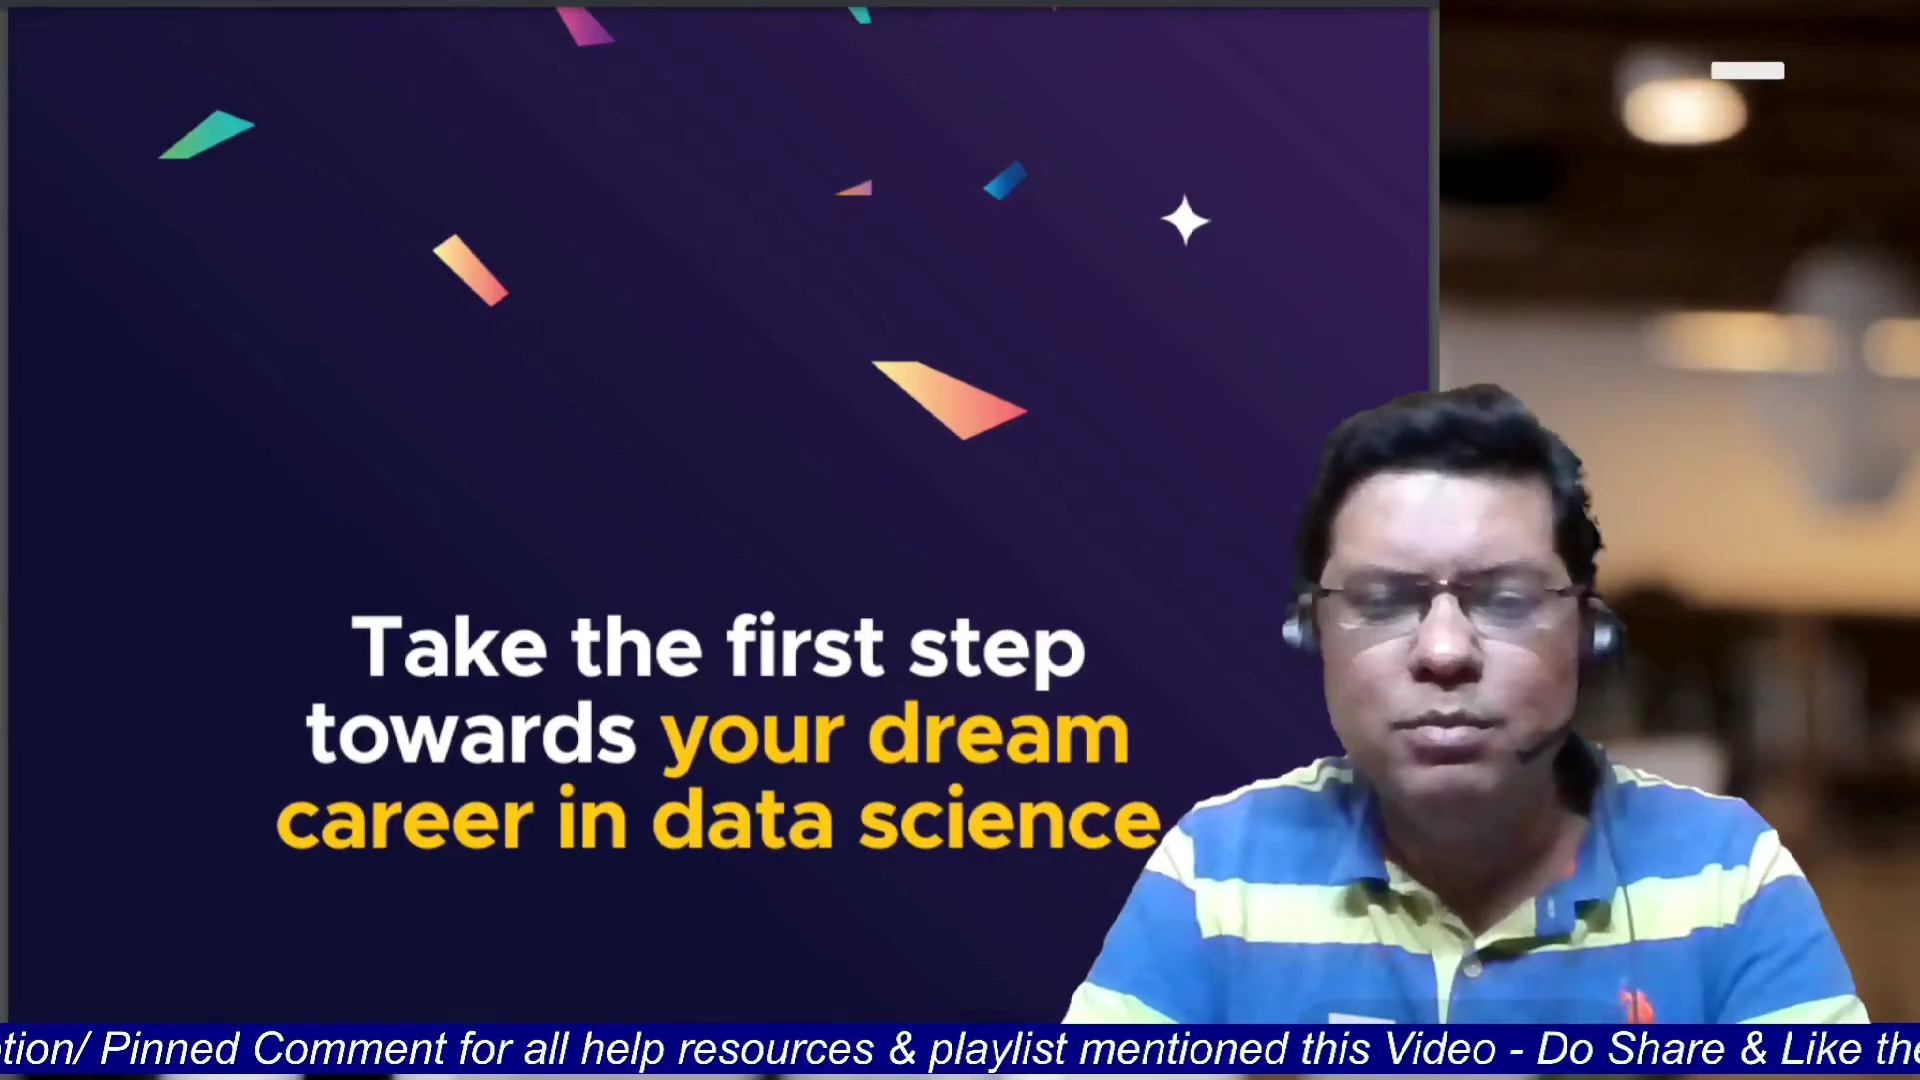 Take the first step
towards your dream
career in data science
tion/ Pinned Comment for all help resources & playlist mentioned this Video - Do Share & Like the